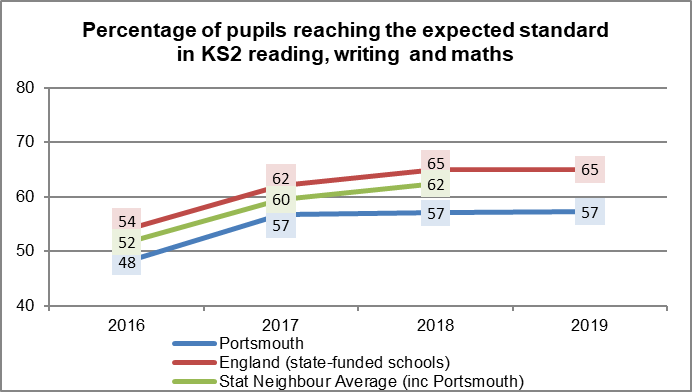 Percentage of pupils reaching the expected standard
in KS2 reading, writing and maths
80
70
60
50
40
54
52
48
62
60
57
65
62
57
65
57
2016 2017 2018 2019
Portsmouth
England (state-funded schools)
Stat Neighbour Average (inc Portsmouth)